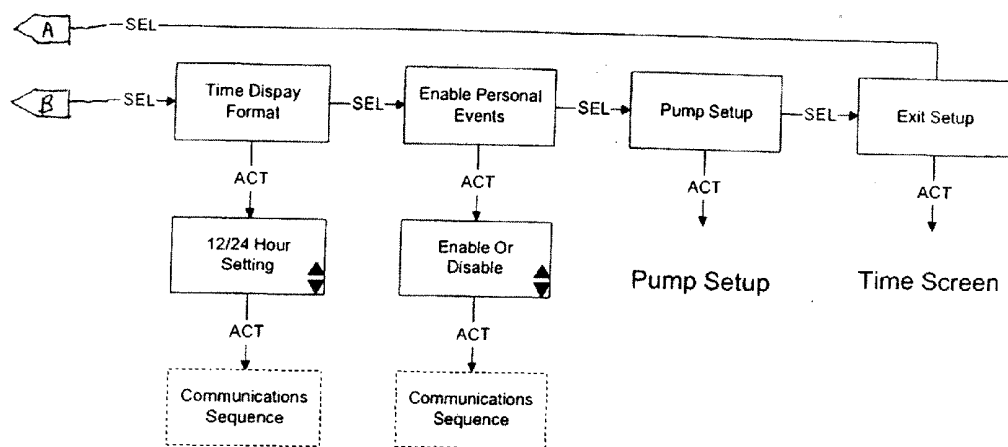 A
SEL
B
SEL
Time Dispay
Format
SEL
Enable Personal
Events
SEL
Pump Setup
SEL
Exit Setup
ACT
ACT
ACT
ACT
12/24 Hour
Setting
Enable Or
Disable
Pump Setup
Time Screen
ACT
ACT
Communications
Sequence
Communications
Sequence